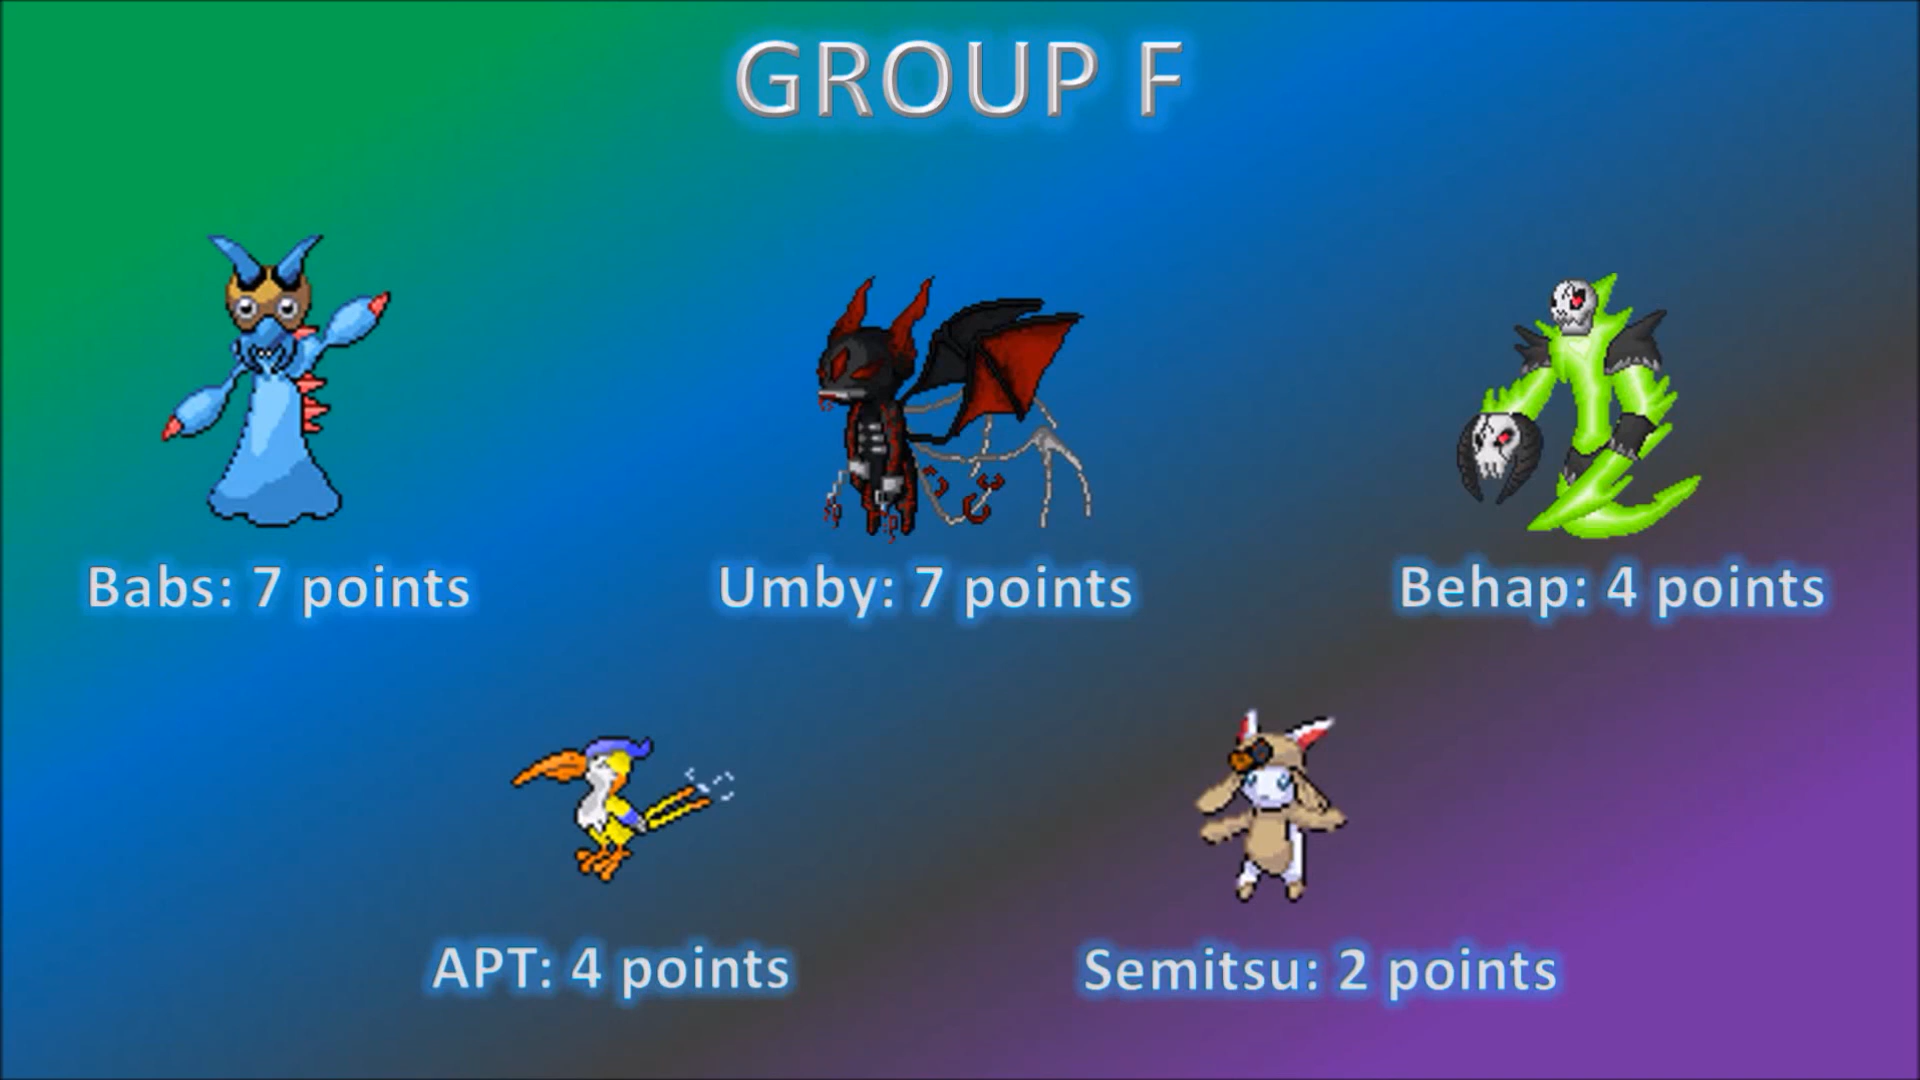 GROUP F
Babs: 7 points
Umby: 7 points
Behap: 4 points
APT: 4 points
Semitsu: 2 points